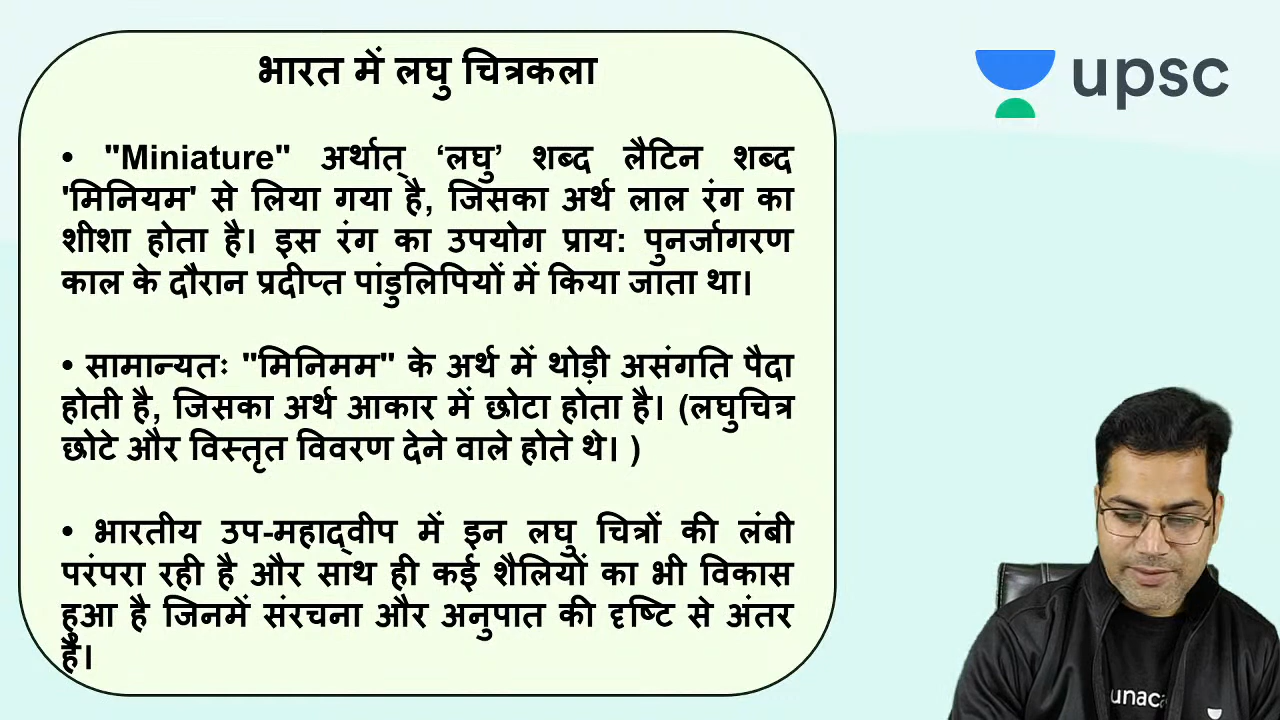 भारत में लघु चित्रकला
upsc
• "Miniature" अर्थात् ‘लघु’ शब्द लैटिन शब्द
'मिनियम' से लिया गया है, जिसका अर्थ लाल रंग का
शीशा होता है। इस रंग का उपयोग प्राय: पुनर्जागरण
काल के दौरान प्रदीप्त पांडुलिपियों में किया जाता था।
• सामान्यतः "मिनिमम" के अर्थ में थोड़ी असंगति पैदा
होती है, जिसका अर्थ आकार में छोटा होता है। (लघुचित्र
छोटे और विस्तृत विवरण देने वाले होते थे। )
• भारतीय उप-महाद्वीप में इन लघु चित्रों की लंबी
परंपरा रही है और साथ ही कई शैलियों का भी विकास
हुआ है जिनमें संरचना और अनुपात की दृष्टि से अंतर
है।